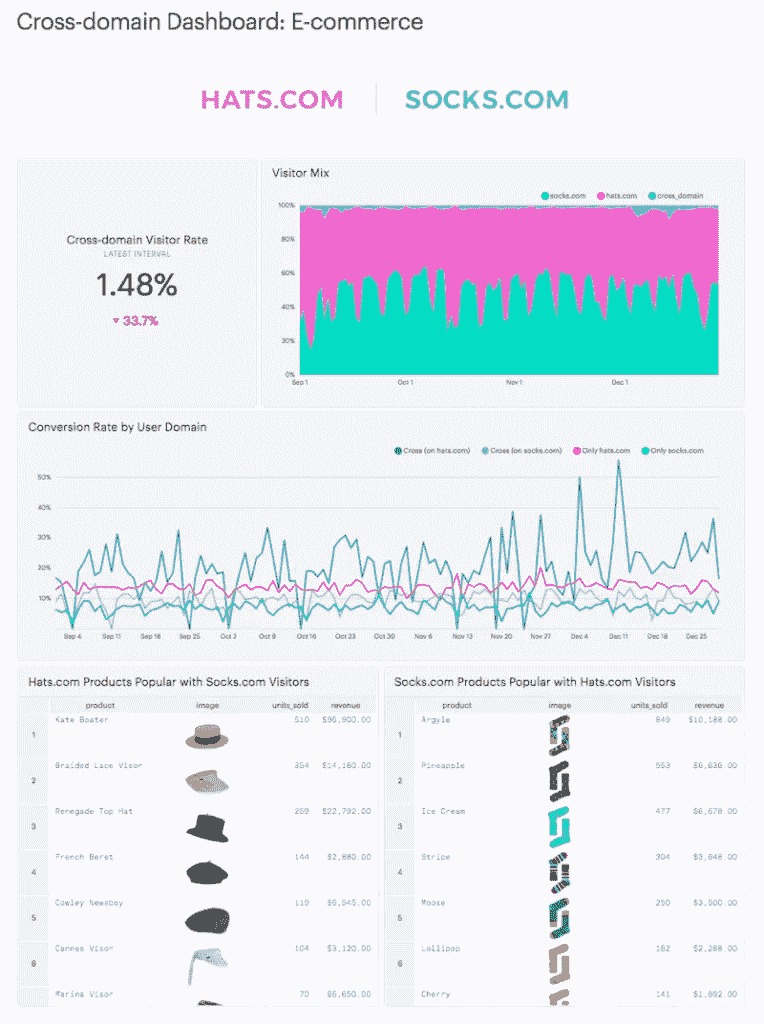 Cross-domain Dashboard: E-commerce
HATS.COM
SOCKS.COM
Cross-domain Visitor Rate
LATEST INTERVAL
1.48%
▼ 33.7%
Visitor Mix
socks.com hats.com cross_domain
100%
80%
60%
40%
20%
0%
Sep 1 Oct 1 Nov 1 Dec 1
Conversion Rate by User Domain
Cross (on hats.com) Cross (on socks.com) Only hats.com Only socks.com
50%
40%
30%
20%
10%
Sep 4 Sep 11 Sep 18 Sep 25 Oct 2 Oct 9 Oct 16 Oct 23 Oct 30 Nov 6 Nov 13 Nov 20 Nov 27 Dec 4 Dec 11 Dec 18 Dec 25
Hats.com Products Popular with Socks.com Visitors
product image units_sold revenue
1 Kate Boater 510 $96,900.00
2 Braided Lace Visor 354 $14,160.00
3 Renegade Top Hat 259 $22,792.00
4 French Beret 144 $2,880.00
5 Cowley Newsboy 119 $6,545.00
6 Cannes Visor 104 $3,120.00
Marina Visor 70 $6,650.00
Socks.com Products Popular with Hats.com Visitors
product image units_sold revenue
1 Argyle 849 $10,188.00
2 Pineapple 553 $6,636.00
3 Ice Cream 477 $6,678.00
4 Stripe 304 $3,648.00
5 Moose 250 $3,500.00
6 Lollipop $2,268.00
Cherry 141 $1,692.00